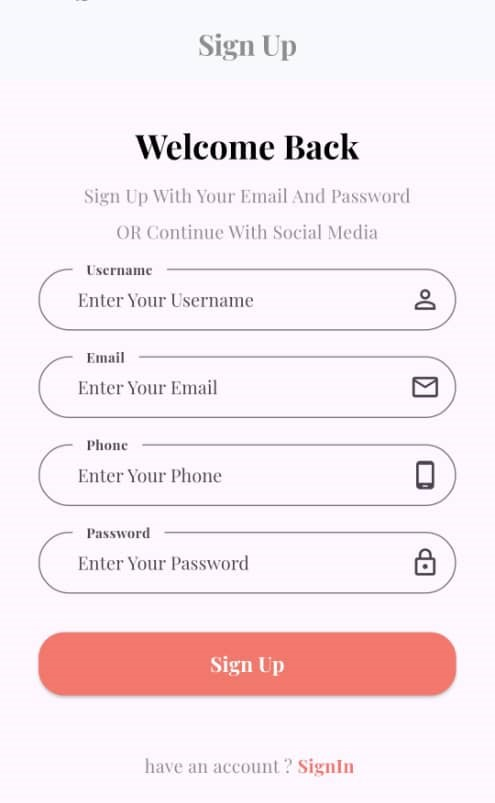 Sign Up
Welcome Back
Sign Up With Your Email And Password
OR Continue With Social Media
Username
Enter Your Username
Email
Enter Your Email
Phone
Enter Your Phone
Password
Enter Your Password
Sign Up
have an account ? SignIn